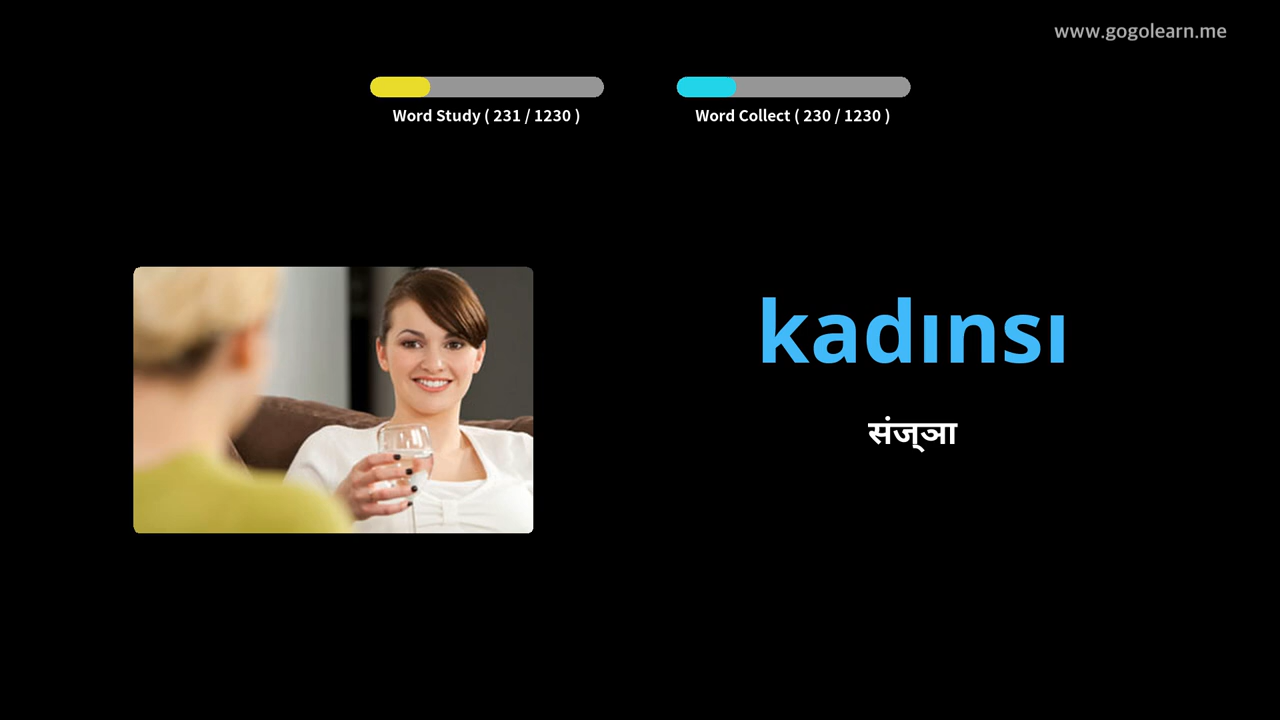 www.gogolearn.me
Word Study ( 231 / 1230 )
Word Collect ( 230 / 1230 )
kadınsı
संज्ञा